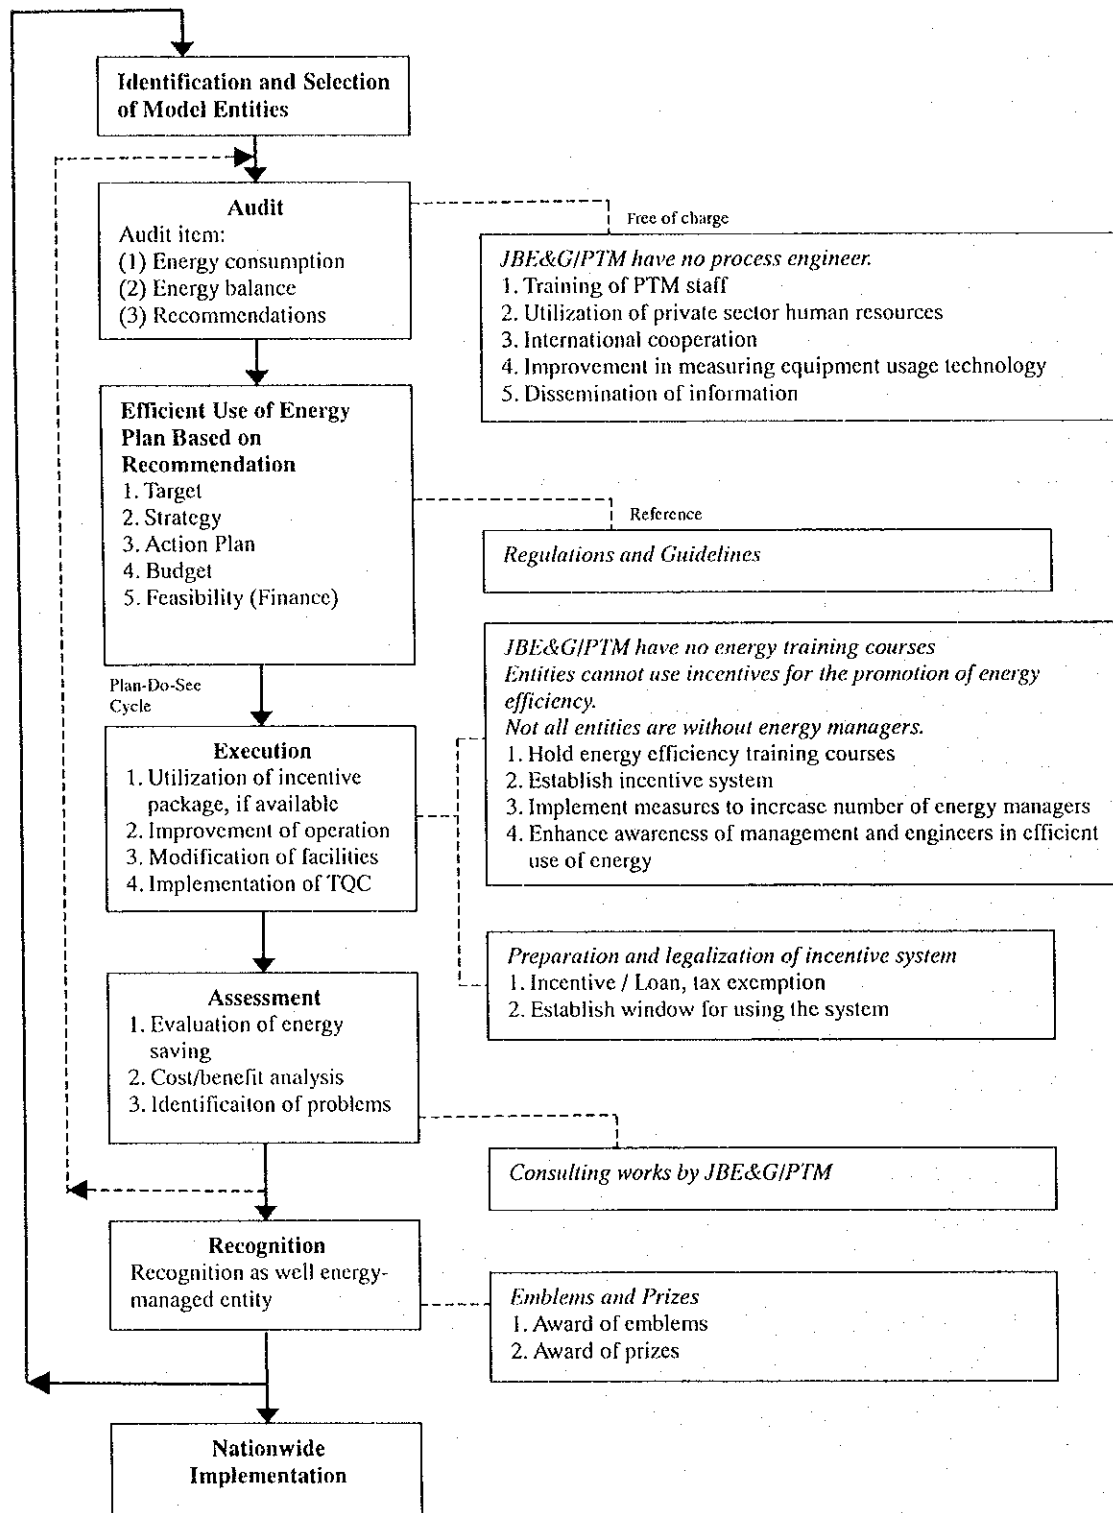 Identification and Selection
of Model Entities
Audit
Audit item:
(1) Energy consumption
(2) Energy balance
(3) Recommendations
Free of charge
JBE&G/PTM have no process engineer.
1. Training of PTM staff
2. Utilization of private sector human resources
3. International cooperation
4. Improvement in measuring equipment usage technology
5. Dissemination of information
Efficient Use of Energy
Plan Based on
Recommendation
1. Target
2. Strategy
3. Action Plan
4. Budget
5. Feasibility (Finance)
Reference
Regulations and Guidelines
Plan-Do-See
Cycle
JBE&G/PTM have no energy training courses
Entities cannot use incentives for the promotion of energy
efficiency.
Not all entities are without energy managers.
1. Hold energy efficiency training courses
2. Establish incentive system
3. Implement measures to increase number of energy managers
4. Enhance awareness of management and engineers in efficient
use of energy
Execution
1. Utilization of incentive
package, if available
2. Improvement of operation
3. Modification of facilities
4. Implementation of TQC
Preparation and legalization of incentive system
1. Incentive / Loan, tax exemption
2. Establish window for using the system
Assessment
1. Evaluation of energy
saving
2. Cost/benefit analysis
3. Identificaiton of problems
Consulting works by JBE&G/PTM
Recognition
Recognition as well energy-
managed entity
Emblems and Prizes
1. Award of emblems
2. Award of prizes
Nationwide
Implementation